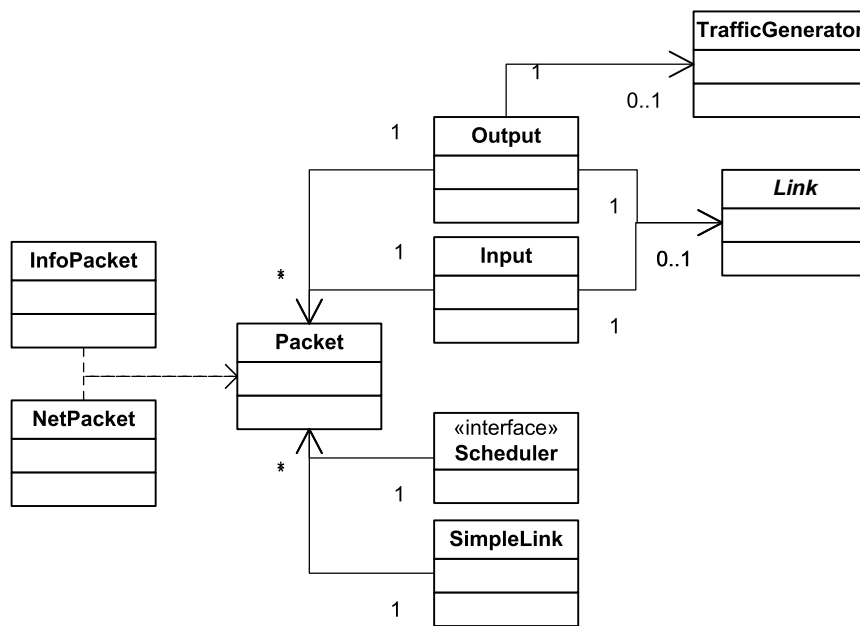 TrafficGenerator
1
0..1
1
Output
Link
1
InfoPacket
1
Input
0..1
*
1
Packet
NetPacket
«interface»
Scheduler
*
1
SimpleLink
1